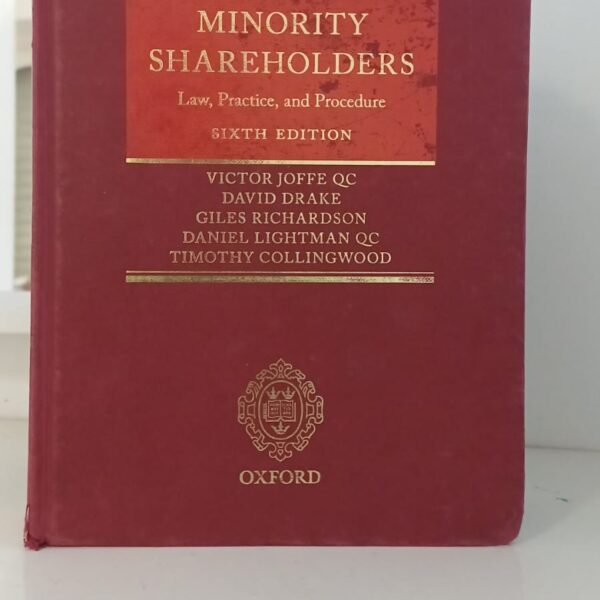 MINORITY
SHAREHOLDERS
Law, Practice, and Procedure
SIXTH EDITION
VICTOR JOFFE QC
DAVID DRAKE
GILES RICHARDSON
DANIEL LIGHTMAN QC
TIMOTHY COLLINGWOOD
OXFORD